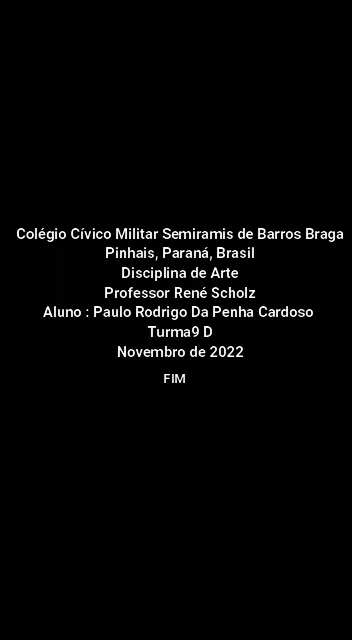 Colégio Cívico Militar Semiramis de Barros Braga
Pinhais, Paraná, Brasil
Disciplina de Arte
Professor René Scholz
Aluno : Paulo Rodrigo Da Penha Cardoso
Turma9 D
Novembro de 2022
FIM